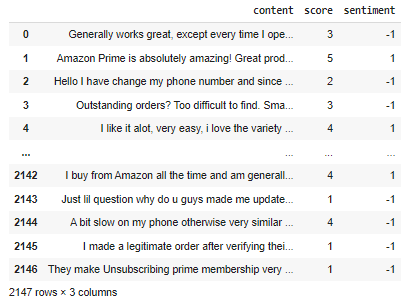 content score sentiment
0 Generally works great, except every time I ope... 3 -1
1 Amazon Prime is absolutely amazing! Great prod... 5 1
2 Hello I have change my phone number and since ... 2 -1
3 Outstanding orders? Too difficult to find. Sma... 3 -1
4 I like it alot, very easy, i love the variety ... 4 1
... ... ... ...
2142 I buy from Amazon all the time and am generall... 4 1
2143 Just lil question why do u guys made me update... 1 -1
2144 A bit slow on my phone otherwise very similar ... 4 -1
2145 I made a legitimate order after verifying thei... 1 -1
2146 They make Unsubscribing prime membership very ... 1 -1
2147 rows × 3 columns